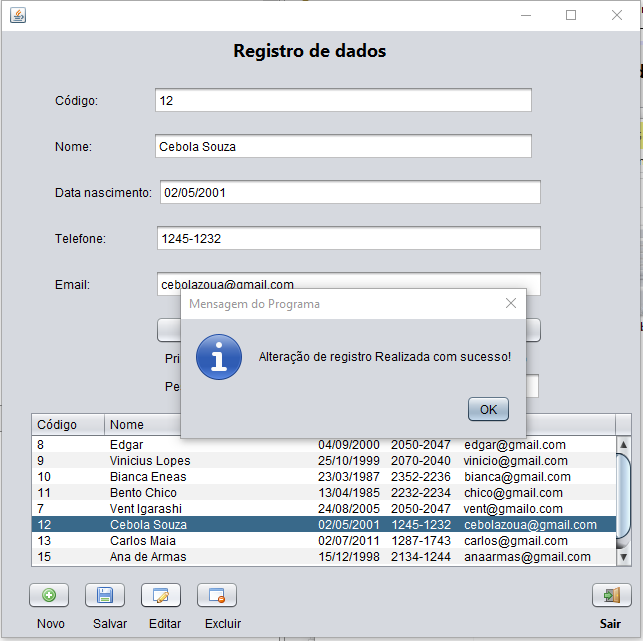 Registro de dados
Código: 12
Nome: Cebola Souza
Data nascimento: 02/05/2001
Telefone: 1245-1232
Email: cebolazoua@gmail.com
Mensagem do Programa
Alteração de registro Realizada com sucesso!
OK
Pri
Pe
Código Nome
8 Edgar 04/09/2000 2050-2047 edgar@gmail.com
9 Vinicius Lopes 25/10/1999 2070-2040 vinicio@gmail.com
10 Bianca Eneas 23/03/1987 2352-2236 bianca@gmail.com
11 Bento Chico 13/04/1985 2232-2234 chico@gmail.com
7 Vent Igarashi 24/08/2005 2050-2047 vent@gmailo.com
12 Cebola Souza 02/05/2001 1245-1232 cebolazoua@gmail.com
13 Carlos Maia 02/07/2011 1287-1743 carlos@gmail.com
15 Ana de Armas 15/12/1998 2134-1244 anaarmas@gmail.com
Novo Salvar Editar Excluir Sair